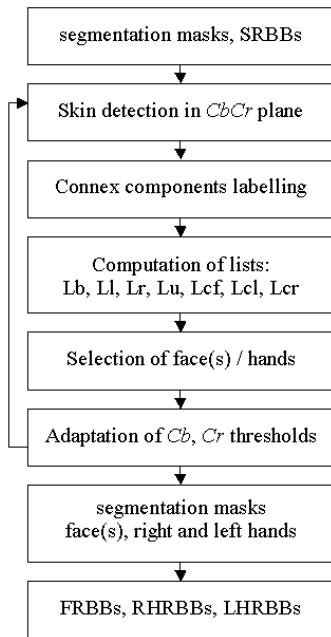 segmentation masks, SRBBs
Skin detection in CbCr plane
Connex components labelling
Computation of lists:
Lb, Ll, Lr, Lu, Lcf, Lcl, Lcr
Selection of face(s) / hands
Adaptation of Cb, Cr thresholds
segmentation masks
face(s), right and left hands
FRBBs, RHRBBs, LHRBBs